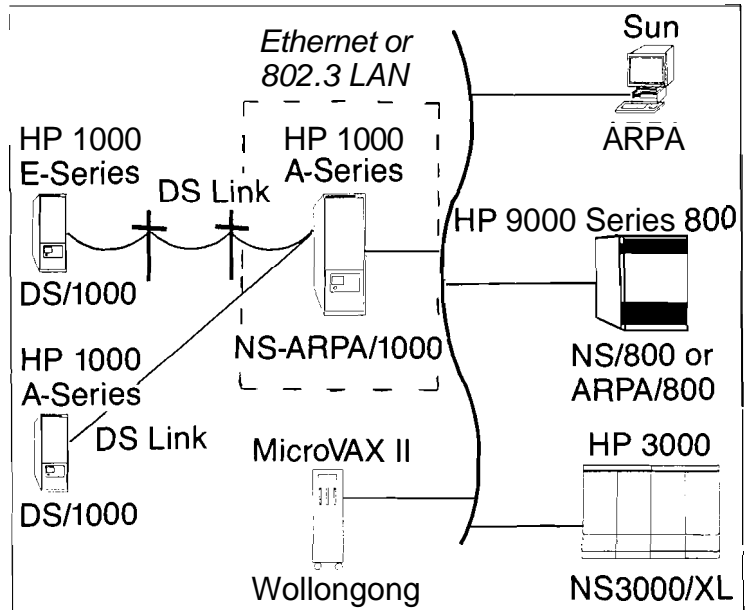 Ethernet or
802.3 LAN
Sun
ARPA
HP 1000
E-Series
DS Link
HP 1000
A-Series
HP 9000 Series 800
DS/1000
NS-ARPA/1000
NS/800 or
ARPA/800
HP 1000
A-Series
DS Link
DS/1000
MicroVAX II
Wollongong
HP 3000
NS3000/XL